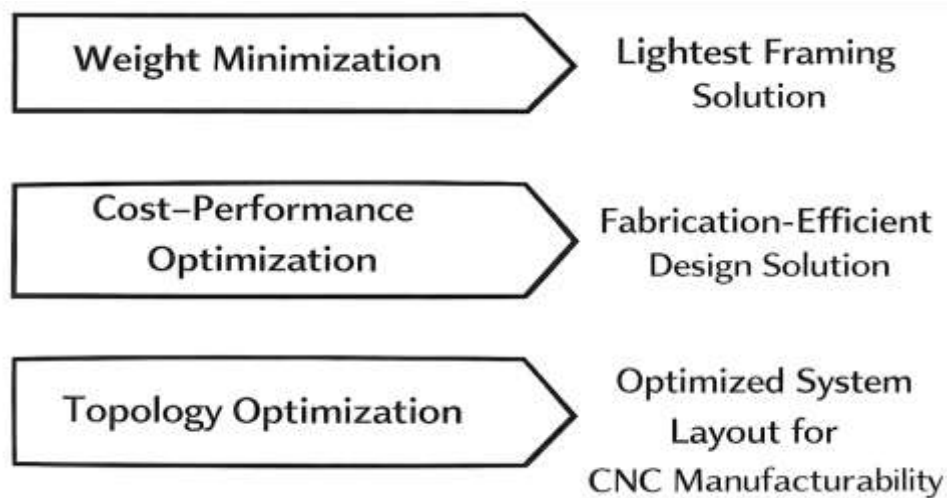 Weight Minimization
Lightest Framing
Solution
Cost–Performance
Optimization
Fabrication-Efficient
Design Solution
Topology Optimization
Optimized System
Layout for
CNC Manufacturability